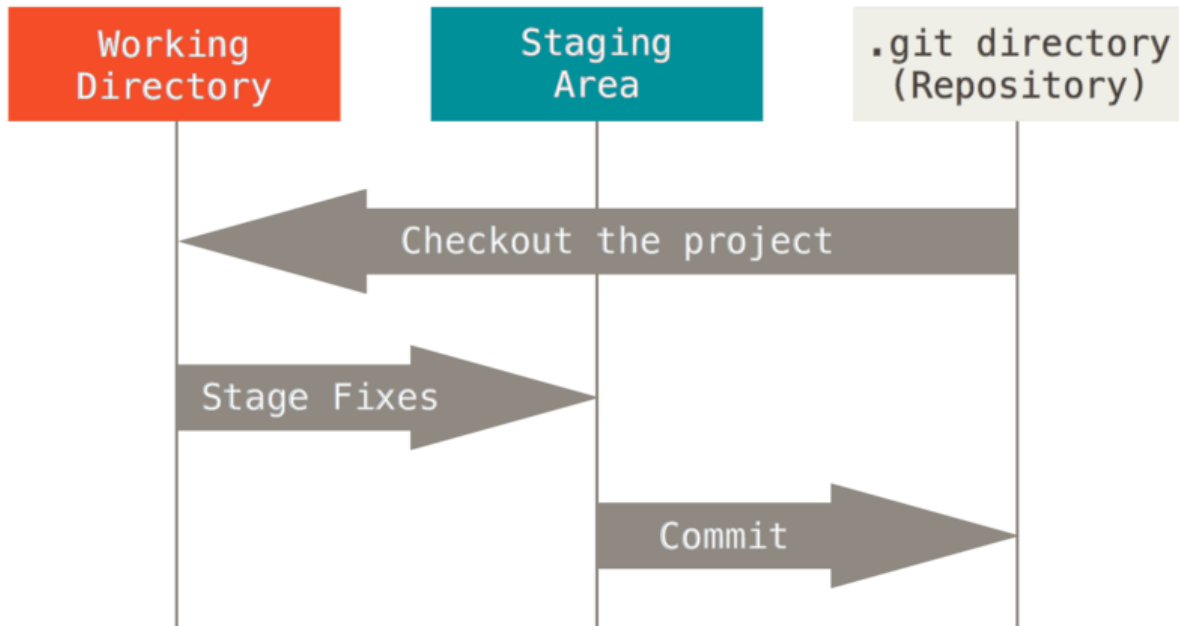 Working
Directory
Staging
Area
.git directory
(Repository)
Checkout the project
Stage Fixes
Commit